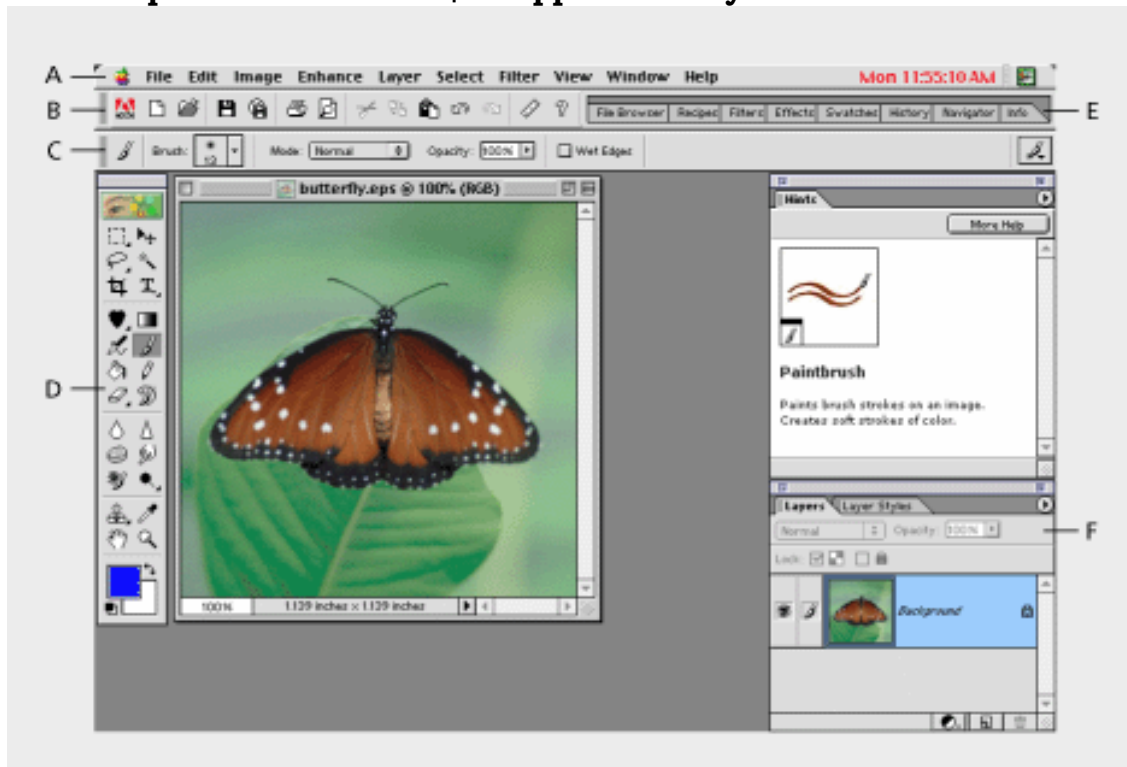 A
File Edit Image Enhance Layer Select Filter View Window Help Mon 11:55:10 AM
B
File Browser Recipes Filters Effects Swatches History Navigator Info
E
C
Brush: Mode: Normal Opacity: 100% Wet Edges
butterfly.eps @ 100% (RGB)
Hints
More Help
Paintbrush
Paints brush strokes on an image.
Creates soft strokes of color.
D
Layers Layer Styles
Normal Opacity: 100%
F
Lock:
Background
100% 1.139 inches x 1.139 inches